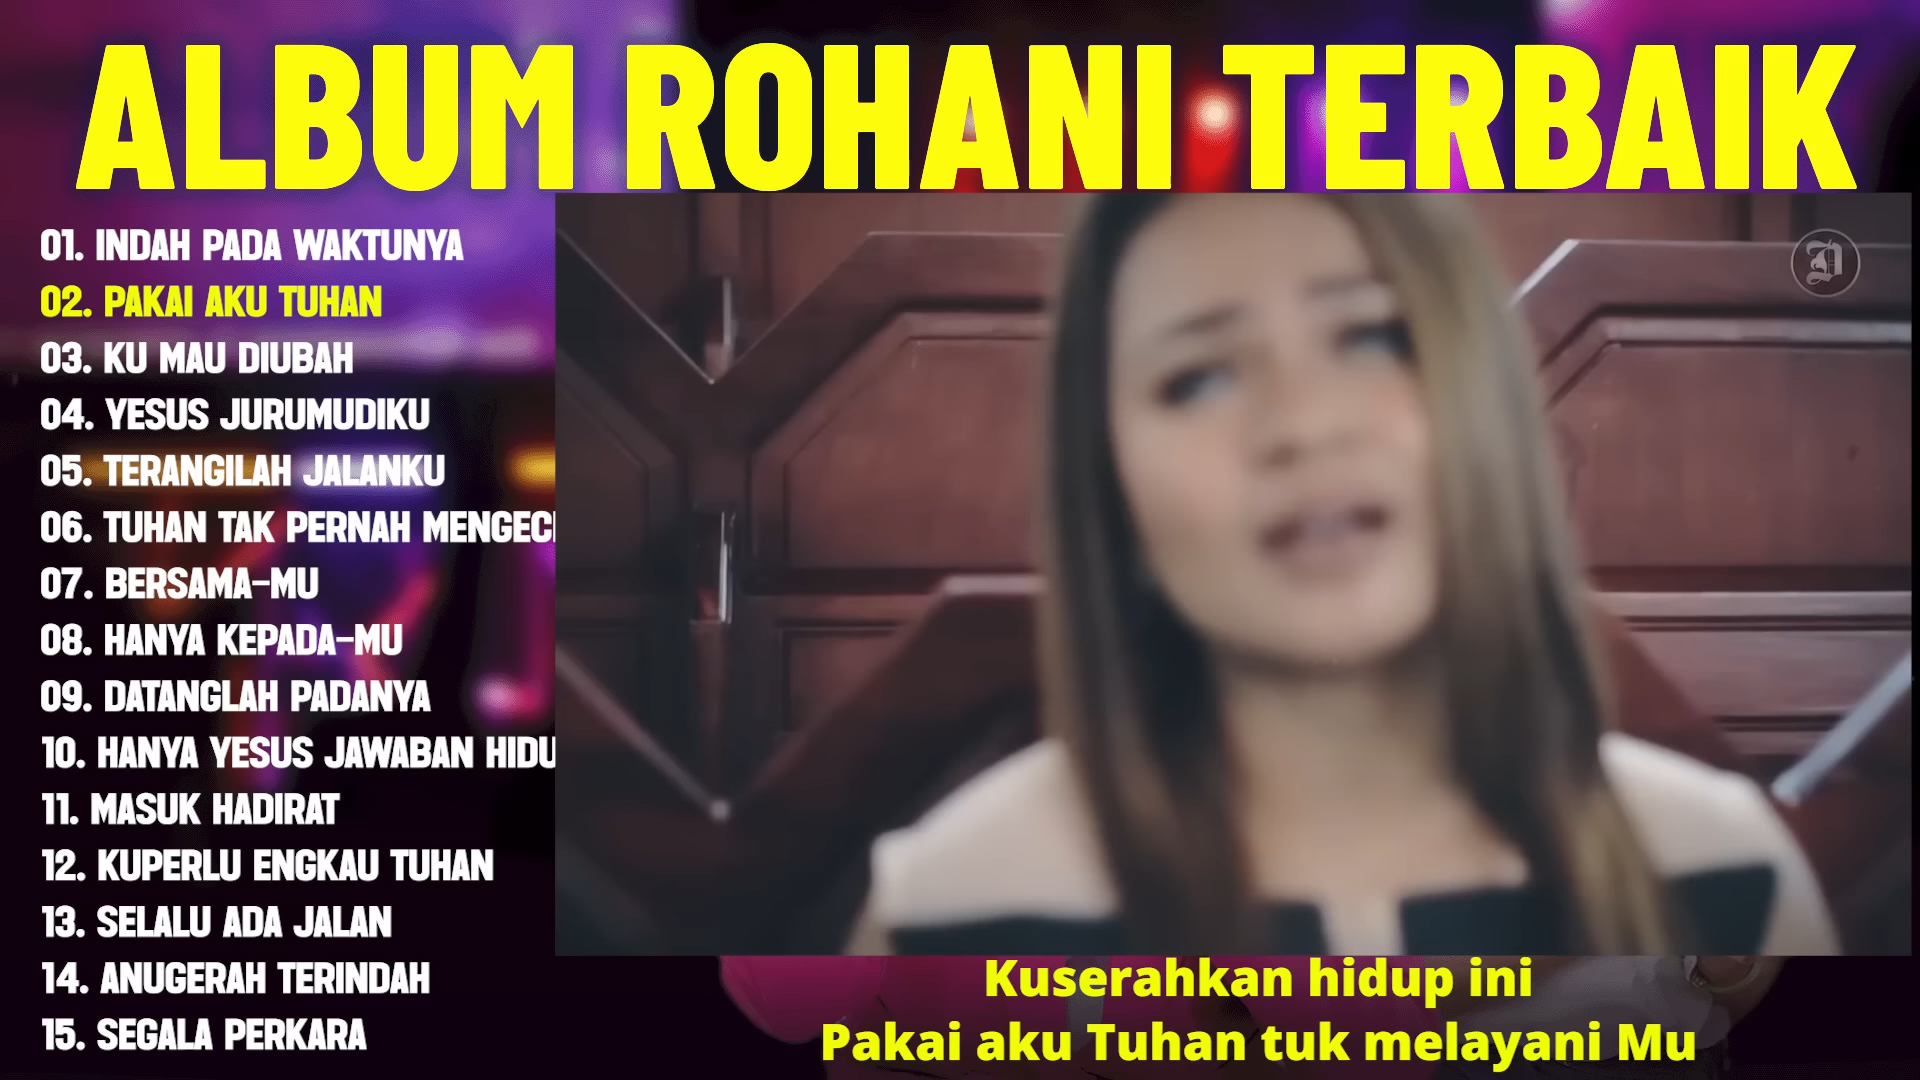 ALBUM ROHANI TERBAIK
01. INDAH PADA WAKTUNYA
02. PAKAI AKU TUHAN
03. KU MAU DIUBAH
04. YESUS JURUMUDIKU
05. TERANGILAH JALANKU
06. TUHAN TAK PERNAH
07. BERSAMA-MU
08. HANYA KEPADA-MU
09. DATANGLAH PADANYA
10. HANYA YESUS JAWABAN HIDU
11. MASUK HADIRAT
12. KUPERLU ENGKAU TUHAN
13. SELALU ADA JALAN
14. ANUGERAH TERINDAH
15. SEGALA PERKARA
Kuserahkan hidup ini
Pakai aku Tuhan tuk melayani Mu